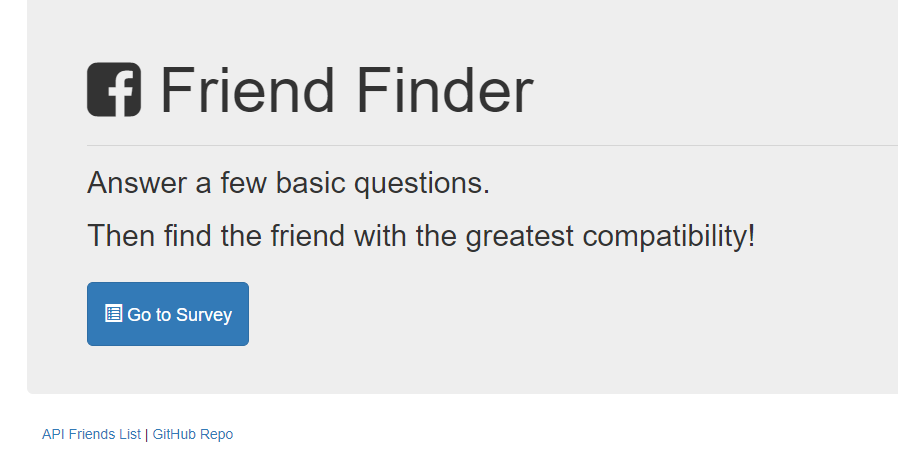 Friend Finder
Answer a few basic questions.
Then find the friend with the greatest compatibility!
Go to Survey
API Friends List | GitHub Repo